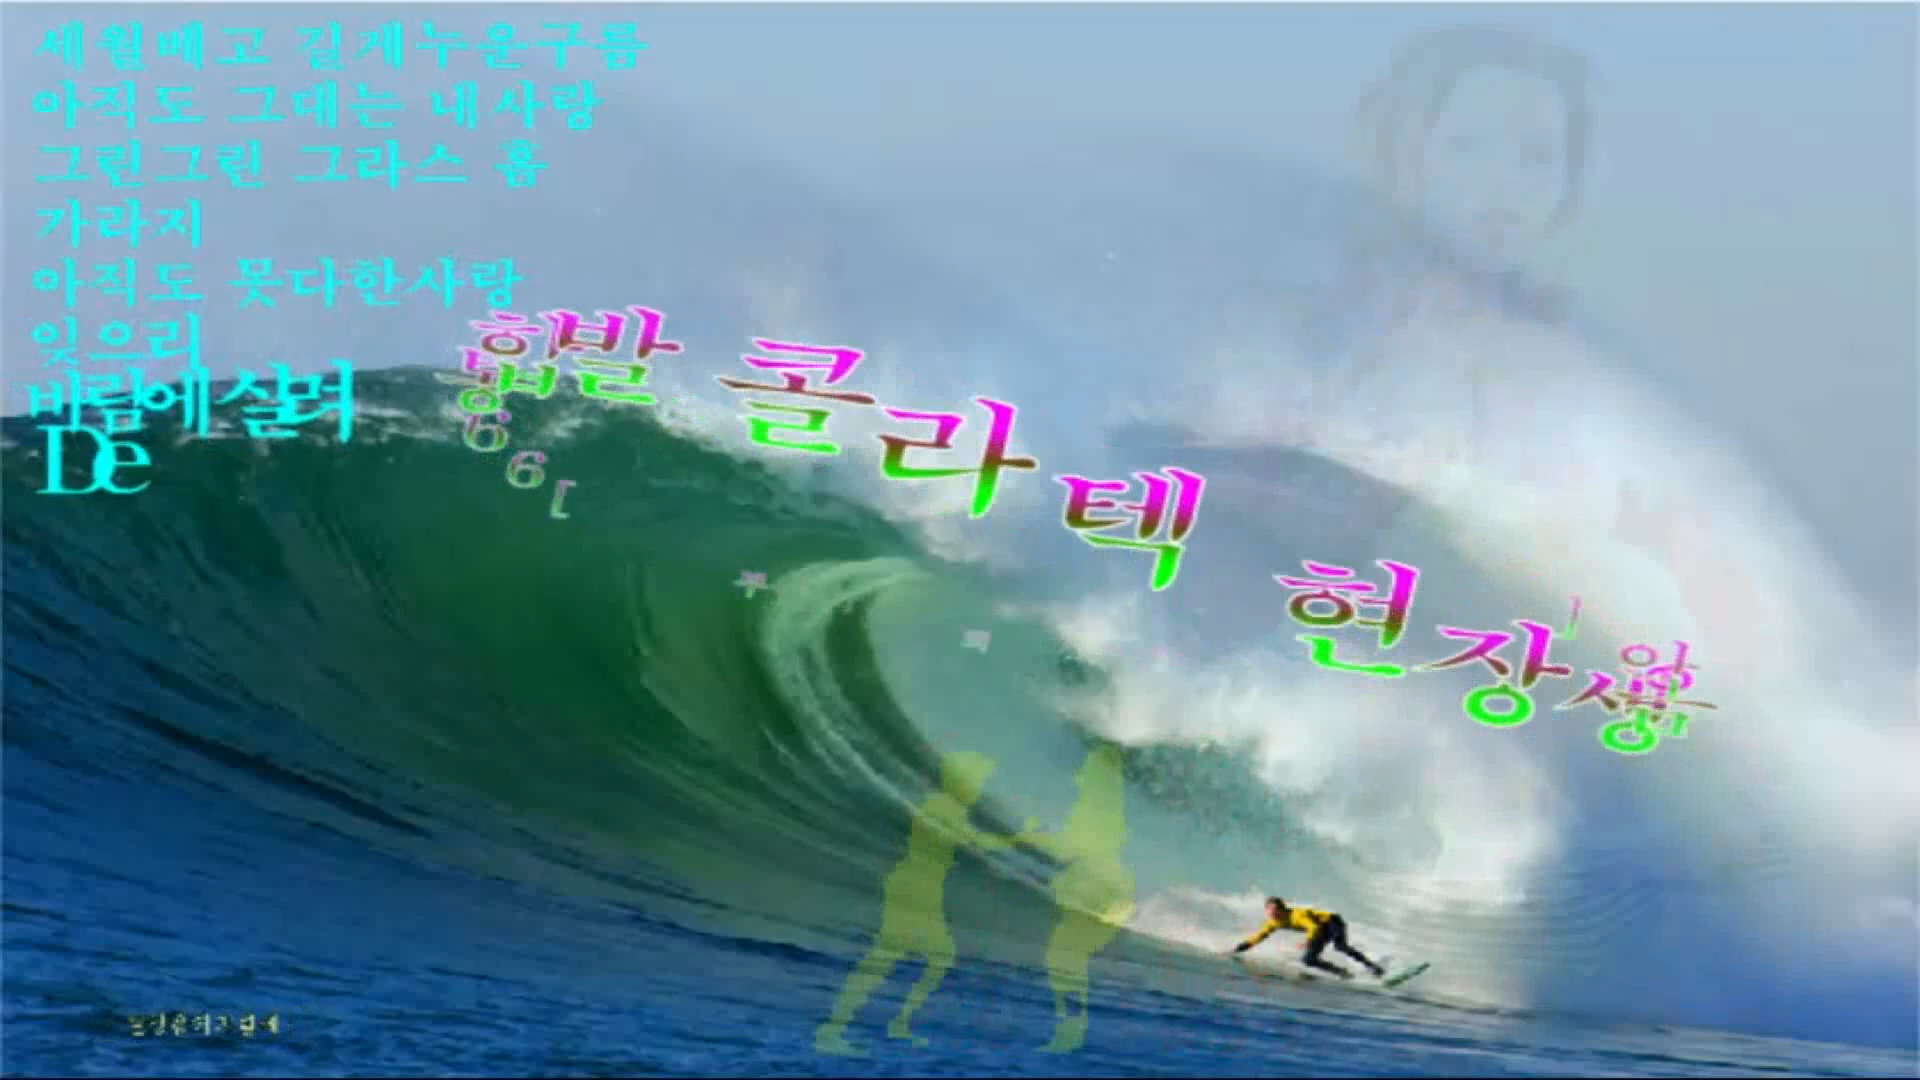 세월베고 길게누운구름
아직도 그대는 내사랑
그린그린 그라스 홈
가라지
아직도 못다한사랑
잊으리
바람에 실려
De
콜라텍 현장